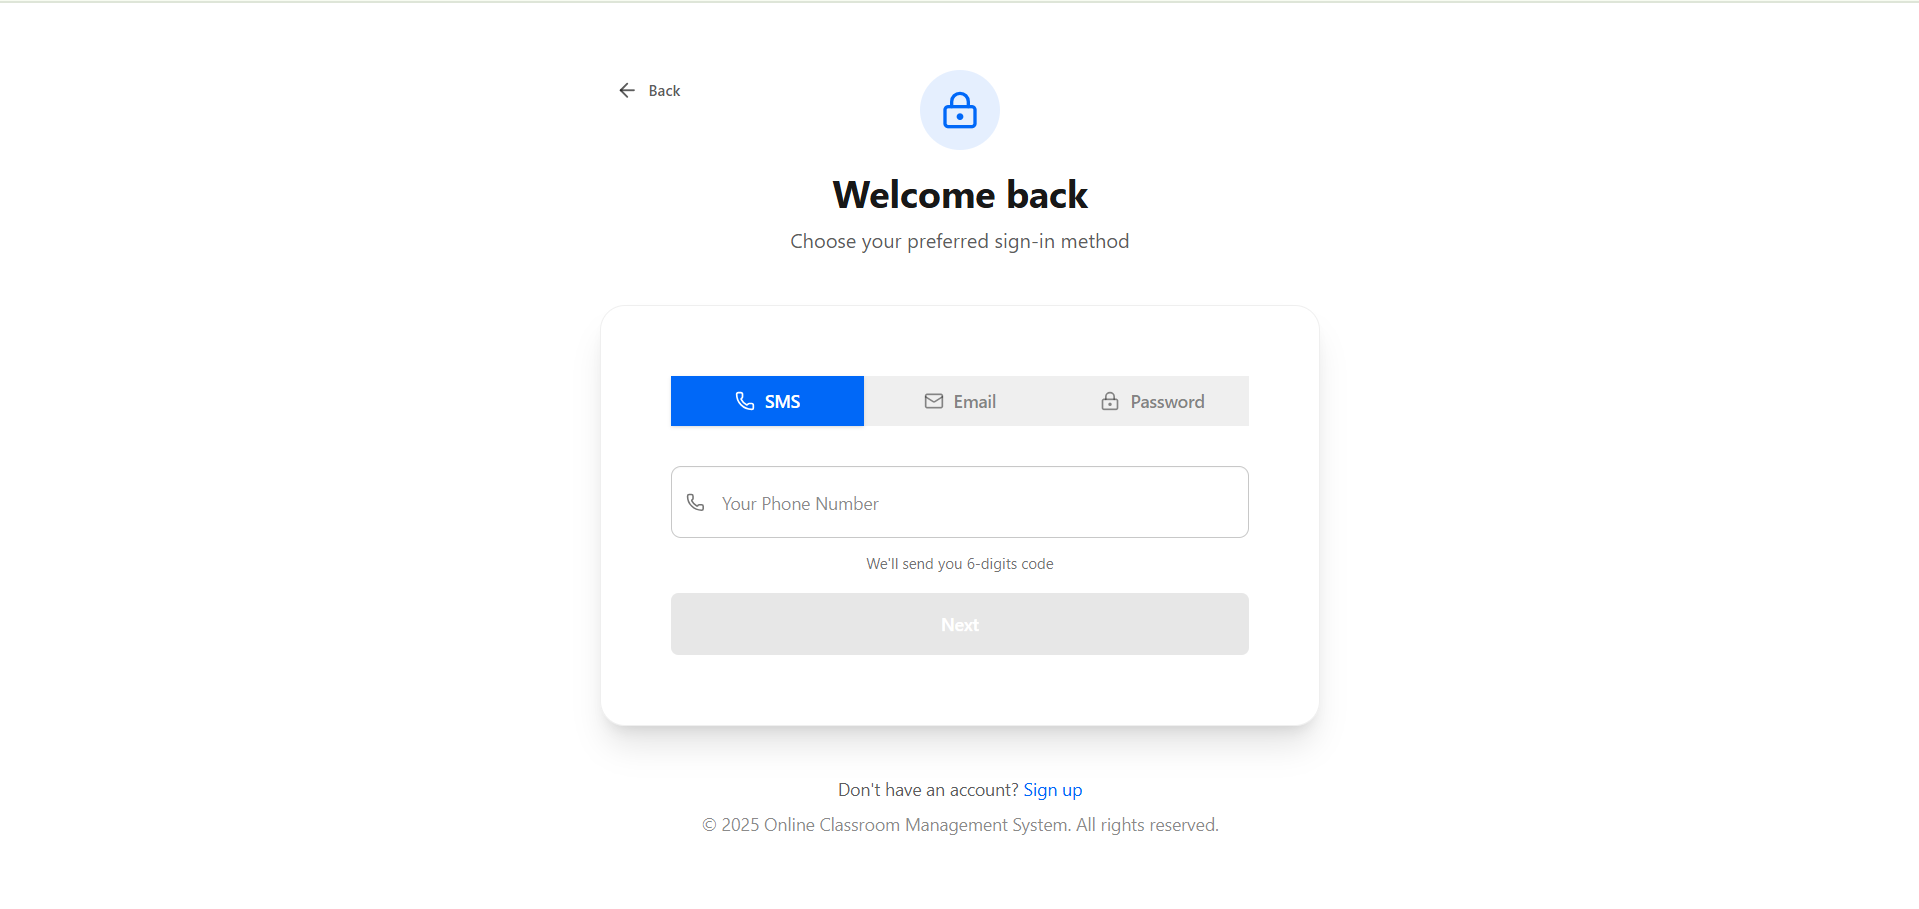 Back
Welcome back
Choose your preferred sign-in method
SMS Email Password
Your Phone Number
We'll send you 6-digits code
Next
Don't have an account? Sign up
© 2025 Online Classroom Management System. All rights reserved.